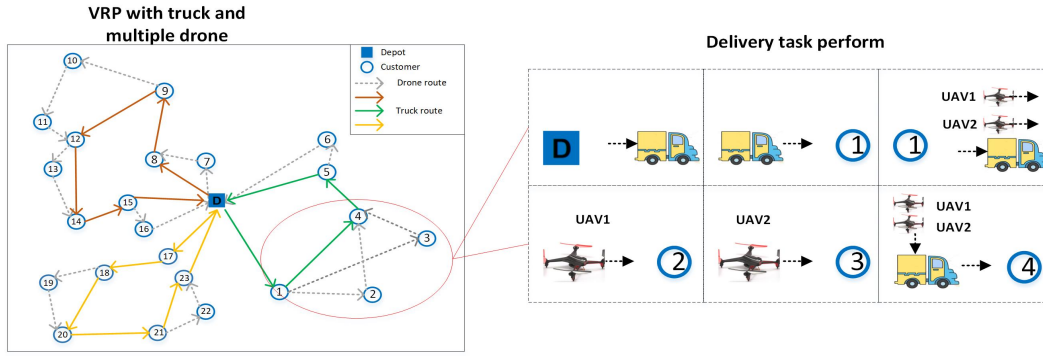 VRP with truck and
multiple drone
Depot
Customer
Drone route
Truck route
10
9
11
12
13
14
15
16
8
7
6
5
D
4
3
1
2
17
18
19
20
21
22
23
Delivery task perform
D
1
1
UAV1
UAV2
UAV1
2
UAV2
3
UAV1
UAV2
4